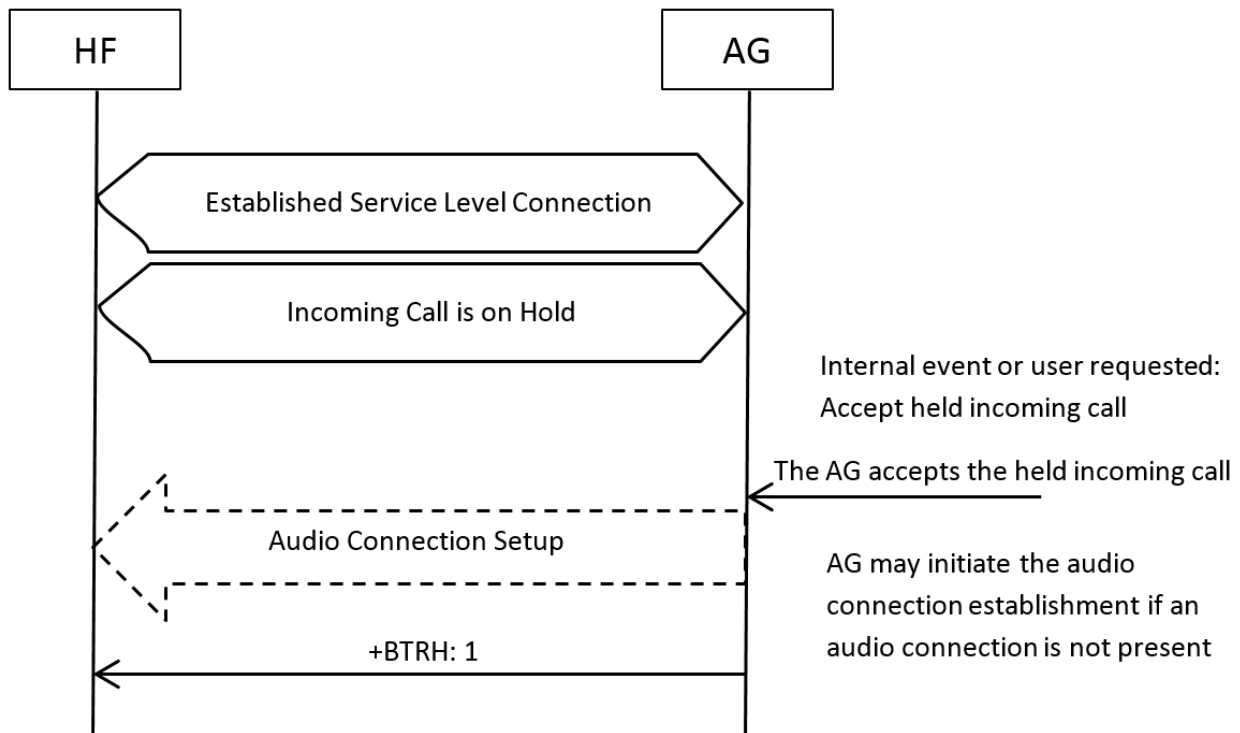 HF
AG
Established Service Level Connection
Incoming Call is on Hold
Internal event or user requested:
Accept held incoming call
The AG accepts the held incoming call
Audio Connection Setup
AG may initiate the audio
connection establishment if an
audio connection is not present
+BTRH: 1